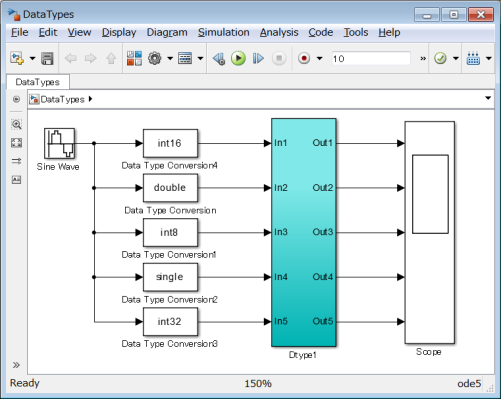 DataTypes
File Edit View Display Diagram Simulation Analysis Code Tools Help
10
»
DataTypes
DataTypes
Sine Wave
int16
Data Type Conversion4
double
Data Type Conversion
int8
Data Type Conversion1
single
Data Type Conversion2
int32
Data Type Conversion3
In1 Out1
In2 Out2
In3 Out3
In4 Out4
In5 Out5
Dtype1
Scope
»
Ready 150% ode5